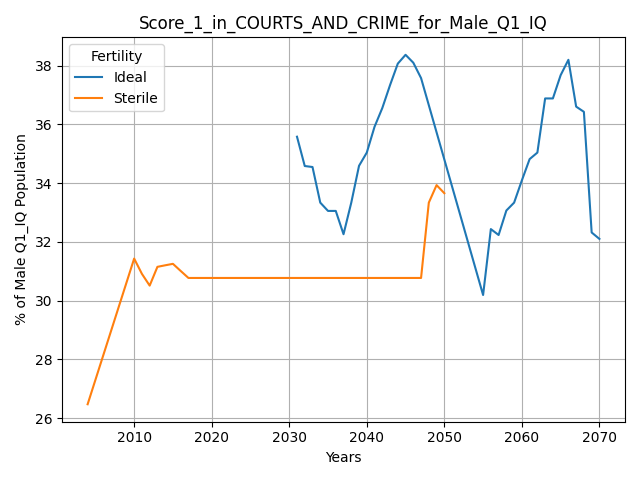 Score_1_in_COURTS_AND_CRIME_for_Male_Q1_IQ
Fertility
Ideal
Sterile
% of Male Q1_IQ Population
38
36
34
32
30
28
26
2010 2020 2030 2040 2050 2060 2070
Years